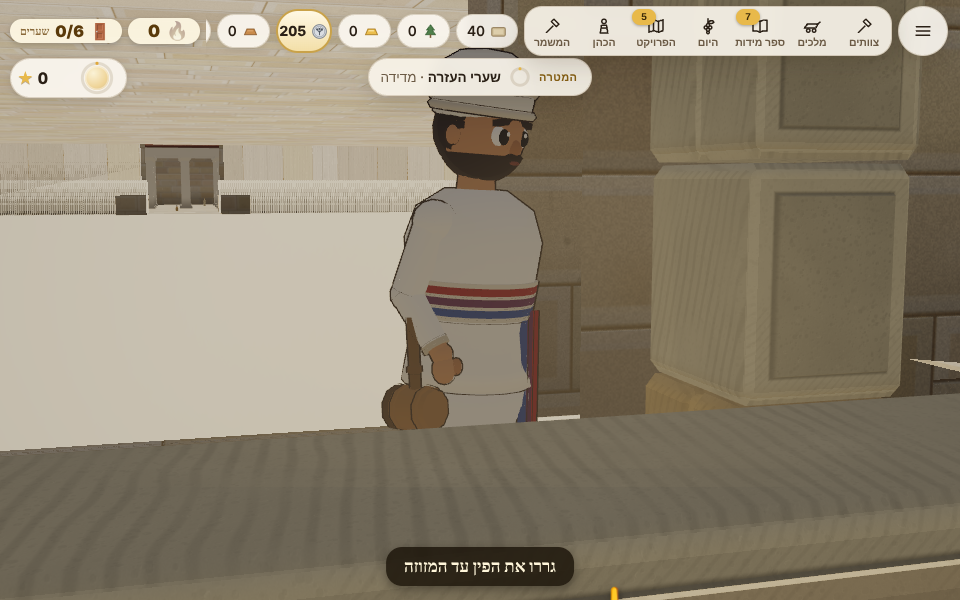 שערים 0/6
0
0
205
0
0
40
המשמר
הכהן
5
הפרויקט
היום
7
ספר מידות
מלכים
צוותים
0
המטרה שערי העזרה · מדידה
גררו את הפין עד המזוזה